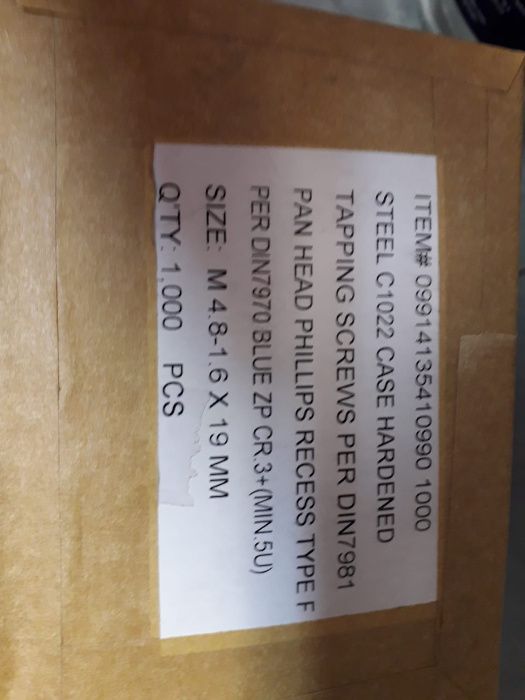 ITEM# 09914135410990 1000
STEEL C1022 CASE HARDENED
TAPPING SCREWS PER DIN7981
PAN HEAD PHILLIPS RECESS TYPE F
PER DIN7970 BLUE ZP CR.3+(MIN.5U)
SIZE: M 4.8-1.6 X 19 MM
Q'TY: 1,000 PCS